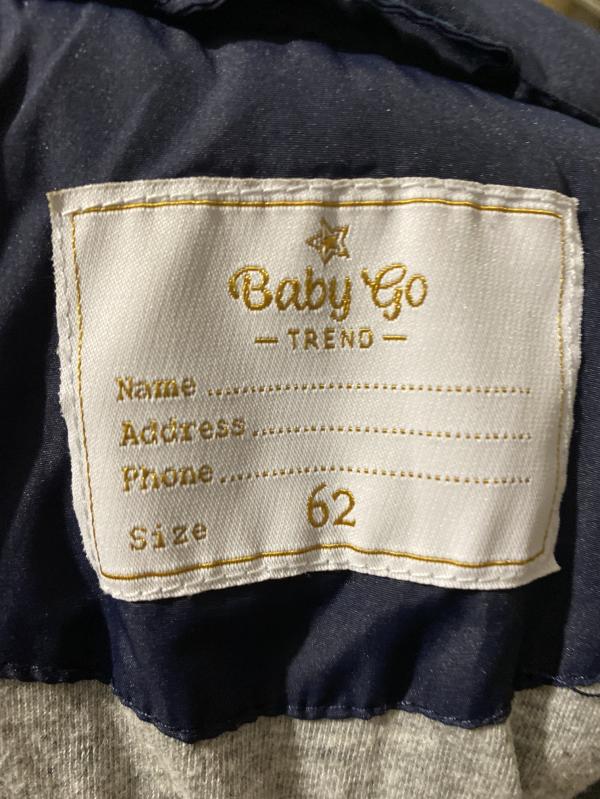 Baby Go
— TREND —
Name ........................................
Address ...................................
Phone ......................................
Size 62